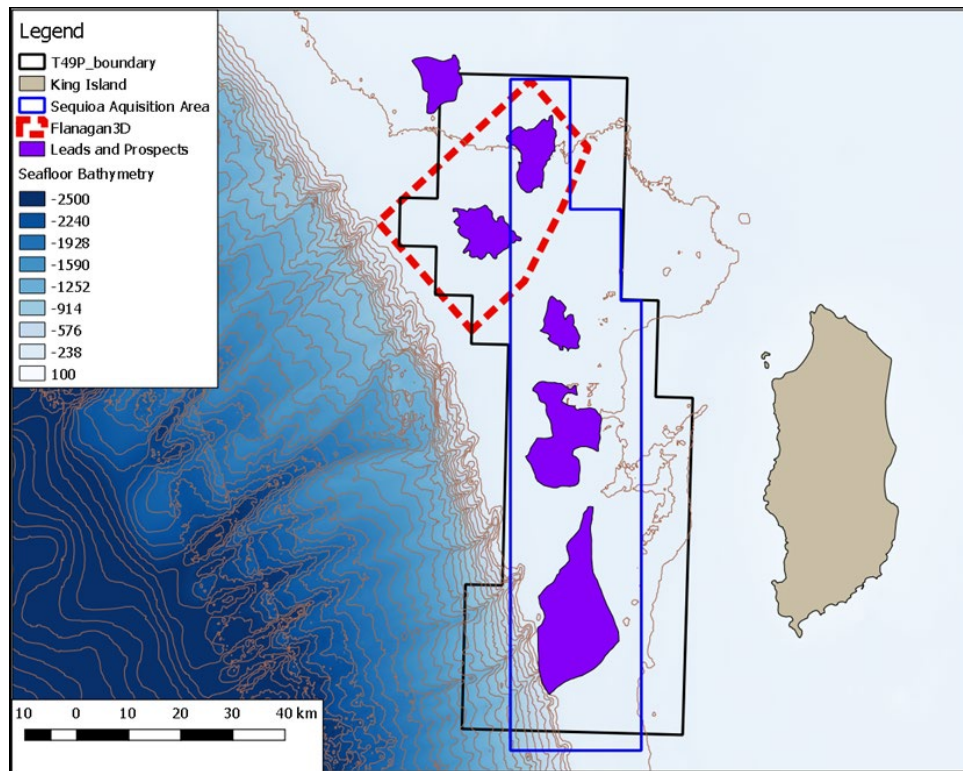 Legend
T49P_boundary
King Island
Sequioa Aquisition Area
Flanagan3D
Leads and Prospects
Seafloor Bathymetry
-2500
-2240
-1928
-1590
-1252
-914
-576
-238
100
10 0 10 20 30 40 km